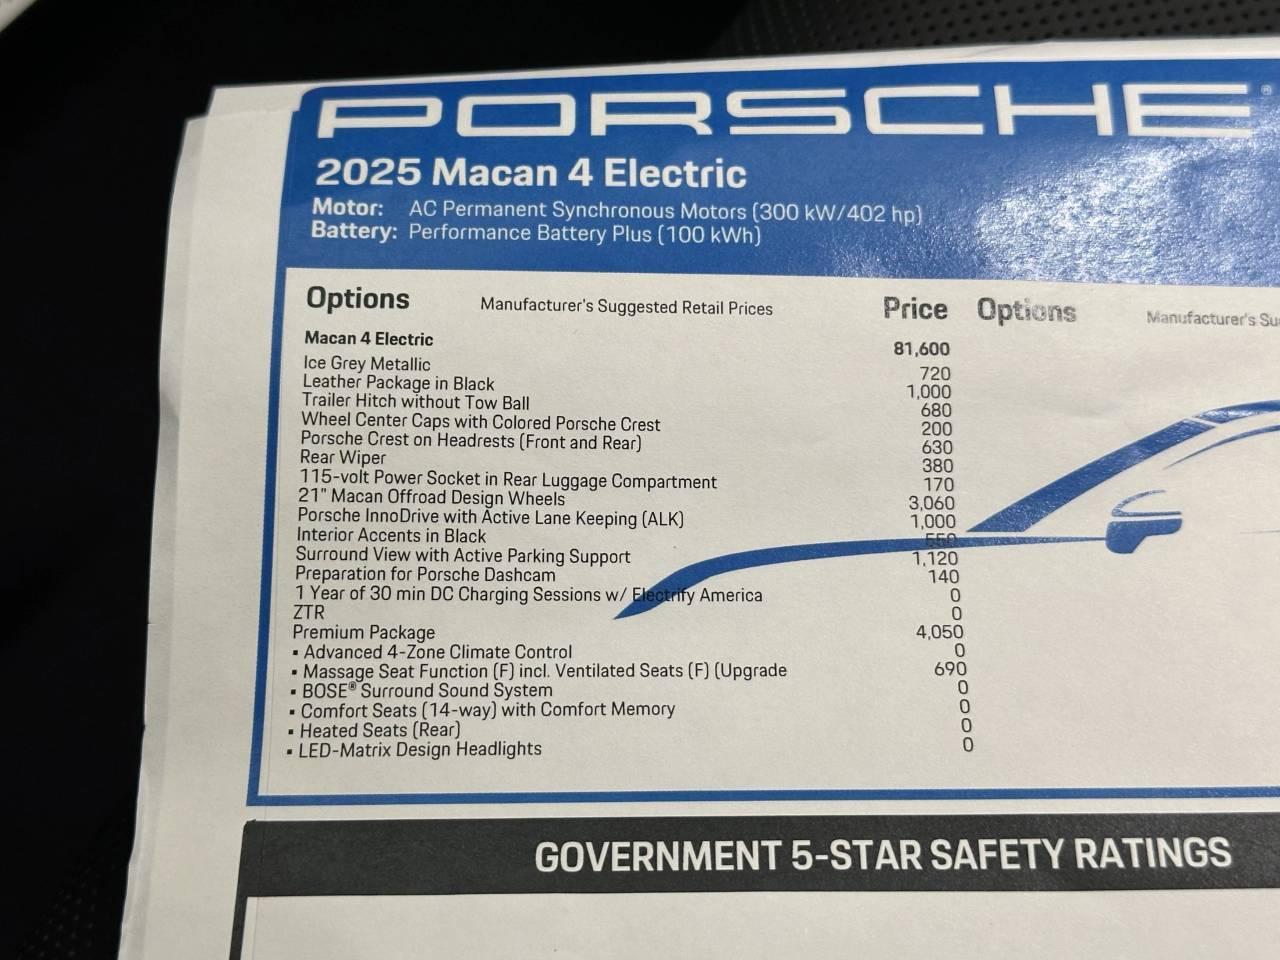 PORSCHE®
2025 Macan 4 Electric
Motor: AC Permanent Synchronous Motors (300 kW/402 hp)
Battery: Performance Battery Plus (100 kWh)
Options Manufacturer's Suggested Retail Prices Price Options Manufacturer's Su
Macan 4 Electric 81,600
Ice Grey Metallic 720
Leather Package in Black 1,000
Trailer Hitch without Tow Ball 680
Wheel Center Caps with Colored Porsche Crest 200
Porsche Crest on Headrests (Front and Rear) 630
Rear Wiper 380
115-volt Power Socket in Rear Luggage Compartment 170
21" Macan Offroad Design Wheels 3,060
Porsche InnoDrive with Active Lane Keeping (ALK) 1,000
Interior Accents in Black 550
Surround View with Active Parking Support 1,120
Preparation for Porsche Dashcam 140
1 Year of 30 min DC Charging Sessions w/ Electrify America 0
ZTR 0
Premium Package 4,050
▪ Advanced 4-Zone Climate Control 0
▪ Massage Seat Function (F) incl. Ventilated Seats (F) (Upgrade 690
▪ BOSE® Surround Sound System 0
▪ Comfort Seats (14-way) with Comfort Memory 0
▪ Heated Seats (Rear) 0
▪ LED-Matrix Design Headlights 0
GOVERNMENT 5-STAR SAFETY RATINGS